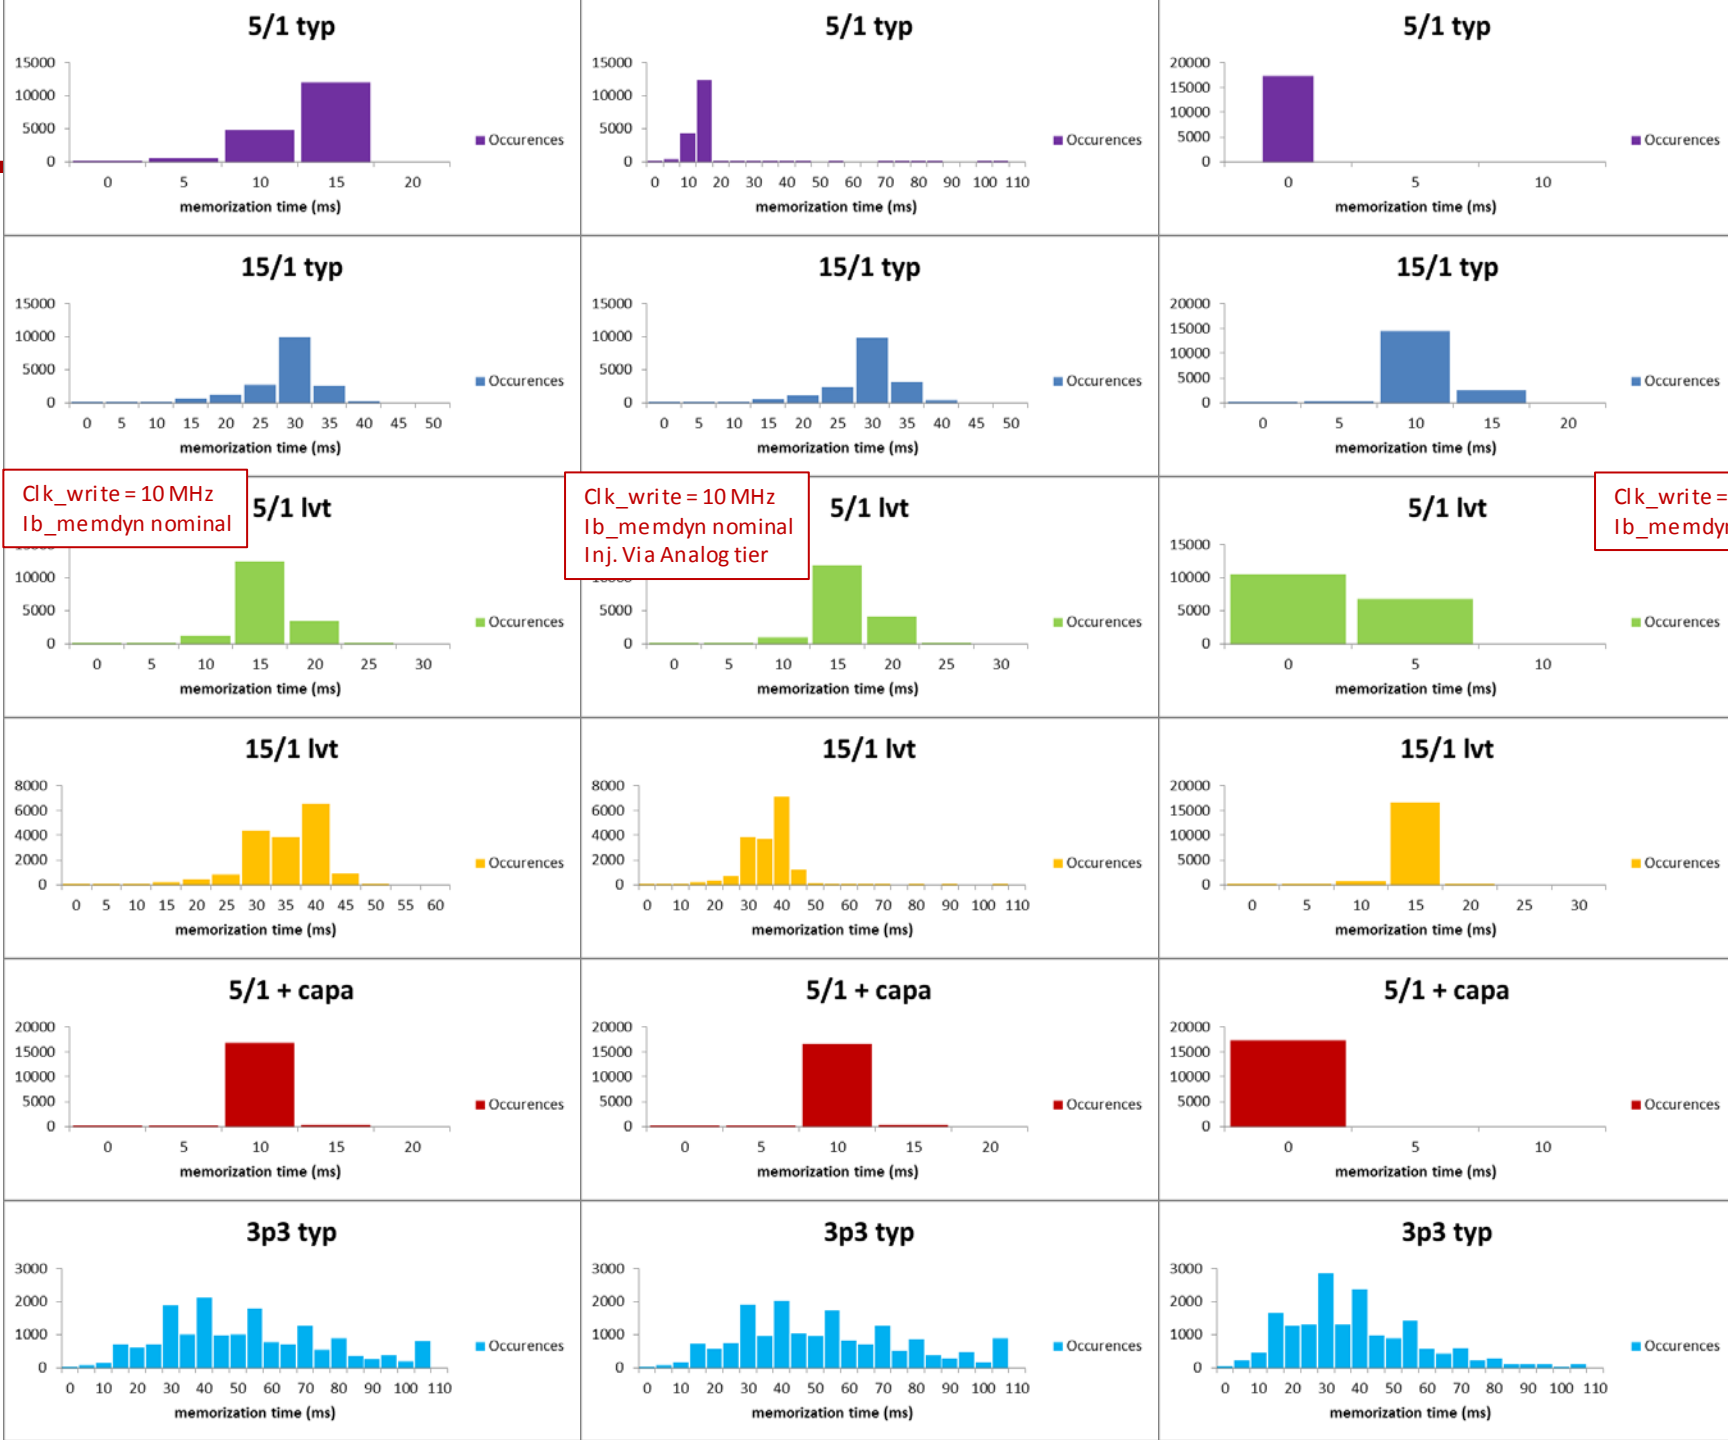 5/1 typ
15000
10000
5000
0
0 5 10 15 20
memorization time (ms)
Occurences
5/1 typ
15000
10000
5000
0
0 10 20 30 40 50 60 70 80 90 100 110
memorization time (ms)
Occurences
5/1 typ
20000
15000
10000
5000
0
0 5 10
memorization time (ms)
Occurences
15/1 typ
15000
10000
5000
0
0 5 10 15 20 25 30 35 40 45 50
memorization time (ms)
Occurences
15/1 typ
15000
10000
5000
0
0 5 10 15 20 25 30 35 40 45 50
memorization time (ms)
Occurences
15/1 typ
20000
15000
10000
5000
0
0 5 10 15 20
memorization time (ms)
Occurences
Clk_write = 10 MHz
Ib_memdyn nominal
5/1 lvt
10000
5000
0
0 5 10 15 20 25 30
memorization time (ms)
Occurences
Clk_write = 10 MHz
Ib_memdyn nominal
Inj. Via Analog tier
5/1 lvt
5000
0
0 5 10 15 20 25 30
memorization time (ms)
Occurences
Clk_write =
5/1 lvt
15000
10000
5000
0
0 5 10
memorization time (ms)
Occurences
15/1 lvt
8000
6000
4000
2000
0
0 5 10 15 20 25 30 35 40 45 50 55 60
memorization time (ms)
Occurences
15/1 lvt
8000
6000
4000
2000
0
0 10 20 30 40 50 60 70 80 90 100 110
memorization time (ms)
Occurences
15/1 lvt
20000
15000
10000
5000
0
0 5 10 15 20 25 30
memorization time (ms)
Occurences
5/1 + capa
20000
15000
10000
5000
0
0 5 10 15 20
memorization time (ms)
Occurences
5/1 + capa
20000
15000
10000
5000
0
0 5 10 15 20
memorization time (ms)
Occurences
5/1 + capa
20000
15000
10000
5000
0
0 5 10
memorization time (ms)
Occurences
3p3 typ
3000
2000
1000
0
0 10 20 30 40 50 60 70 80 90 100 110
memorization time (ms)
Occurences
3p3 typ
3000
2000
1000
0
0 10 20 30 40 50 60 70 80 90 100 110
memorization time (ms)
Occurences
3p3 typ
3000
2000
1000
0
0 10 20 30 40 50 60 70 80 90 100 110
memorization time (ms)
Occurences